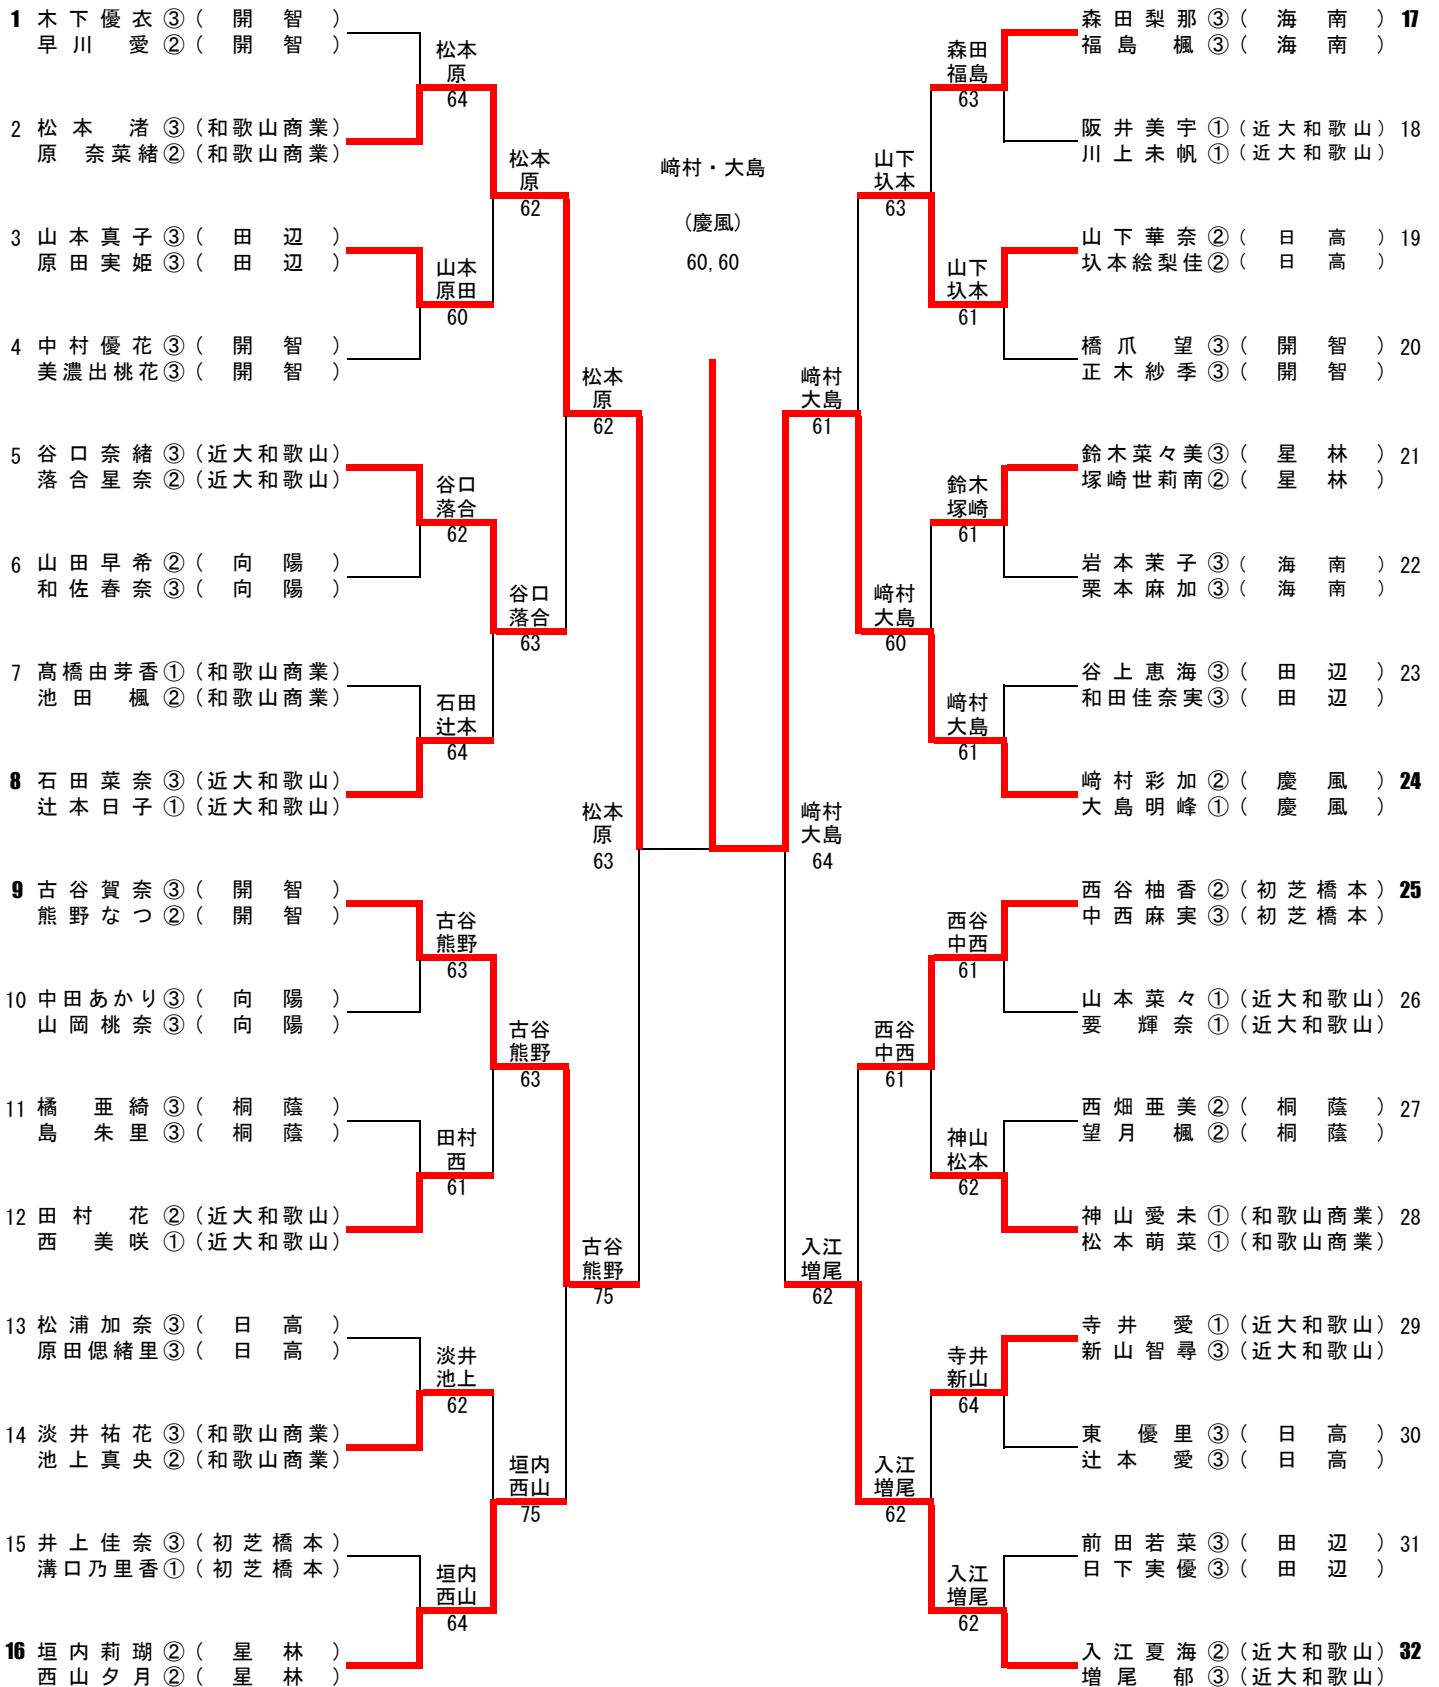 1 木下優衣③(開智)
早川愛②(開智)
2 松本渚③(和歌山商業)
原奈菜緒②(和歌山商業)
3 山本真子③(田辺)
原田実姫③(田辺)
4 中村優花③(開智)
美濃出桃花③(開智)
5 谷口奈緒③(近大和歌山)
落合星奈②(近大和歌山)
6 山田早希②(向陽)
和佐春奈③(向陽)
7 髙橋由芽香①(和歌山商業)
池田楓②(和歌山商業)
8 石田菜奈③(近大和歌山)
辻本日子①(近大和歌山)
9 古谷賀奈③(開智)
熊野なつ②(開智)
10 中田あかり③(向陽)
山岡桃奈③(向陽)
11 橘亜綺③(桐蔭)
島朱里③(桐蔭)
12 田村花②(近大和歌山)
西美咲①(近大和歌山)
13 松浦加奈③(日高)
原田偲緒里③(日高)
14 淡井祐花③(和歌山商業)
池上真央②(和歌山商業)
15 井上佳奈③(初芝橋本)
溝口乃里香①(初芝橋本)
16 垣内莉瑚②(星林)
西山夕月②(星林)
松本
原
64
山本
原田
60
谷口
落合
62
石田
辻本
64
古谷
熊野
63
田村
西
61
淡井
池上
62
垣内
西山
64
松本
原
62
谷口
落合
63
古谷
熊野
63
垣内
西山
75
松本
原
62
古谷
熊野
75
松本
原
63
﨑村・大島
(慶風)
60,60
﨑村
大島
64
﨑村
大島
61
入江
増尾
62
山下
圦本
63
﨑村
大島
60
西谷
中西
61
入江
増尾
62
森田
福島
63
山下
圦本
61
鈴木
塚崎
61
﨑村
大島
61
西谷
中西
61
神山
松本
62
寺井
新山
64
入江
増尾
62
森田梨那③(海南) 17
福島楓③(海南)
阪井美宇①(近大和歌山) 18
川上未帆①(近大和歌山)
山下華奈②(日高) 19
圦本絵梨佳②(日高)
橋爪望③(開智) 20
正木紗季③(開智)
鈴木菜々美③(星林) 21
塚崎世莉南②(星林)
岩本茉子③(海南) 22
栗本麻加③(海南)
谷上恵海③(田辺) 23
和田佳奈実③(田辺)
﨑村彩加②(慶風) 24
大島明峰①(慶風)
西谷柚香②(初芝橋本) 25
中西麻実③(初芝橋本)
山本菜々①(近大和歌山) 26
要輝奈①(近大和歌山)
西畑亜美②(桐蔭) 27
望月楓②(桐蔭)
神山愛未①(和歌山商業) 28
松本萌菜①(和歌山商業)
寺井愛①(近大和歌山) 29
新山智尋③(近大和歌山)
東優里③(日高) 30
辻本愛③(日高)
前田若菜③(田辺) 31
日下実優③(田辺)
入江夏海②(近大和歌山) 32
増尾郁③(近大和歌山)